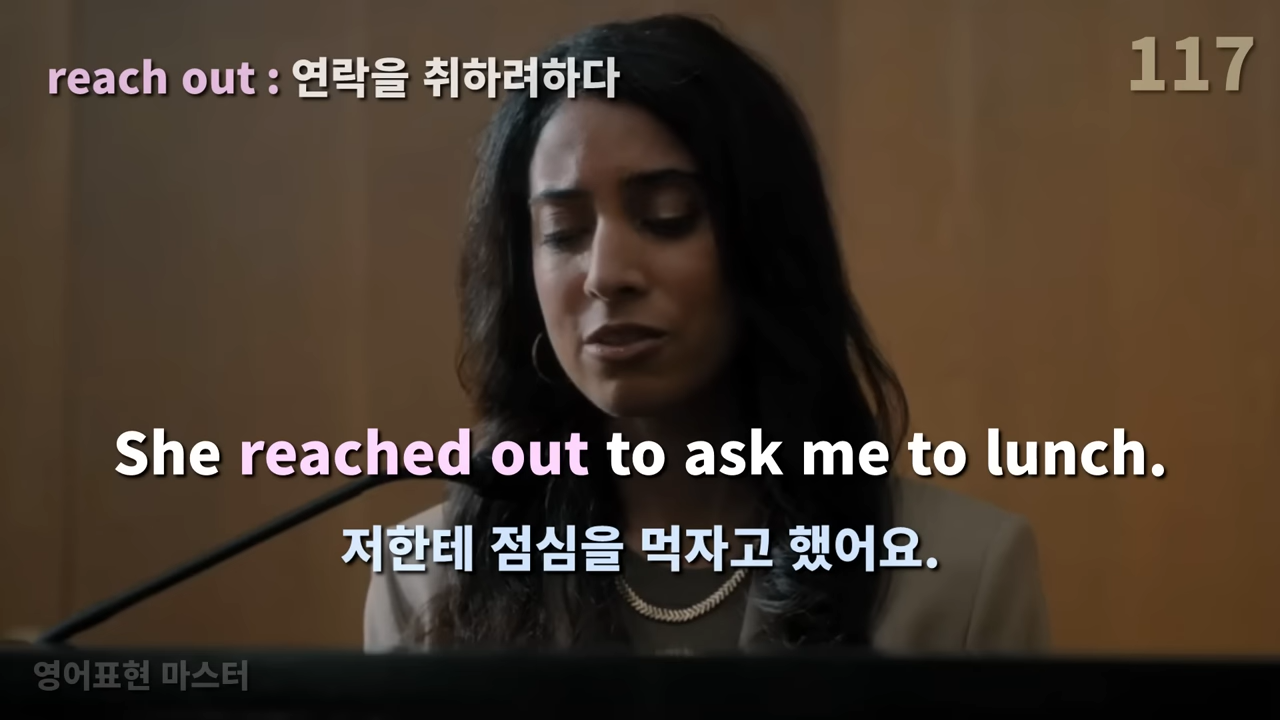 reach out : 연락을 취하려하다
117
She reached out to ask me to lunch.
저한테 점심을 먹자고 했어요.
영어표현 마스터